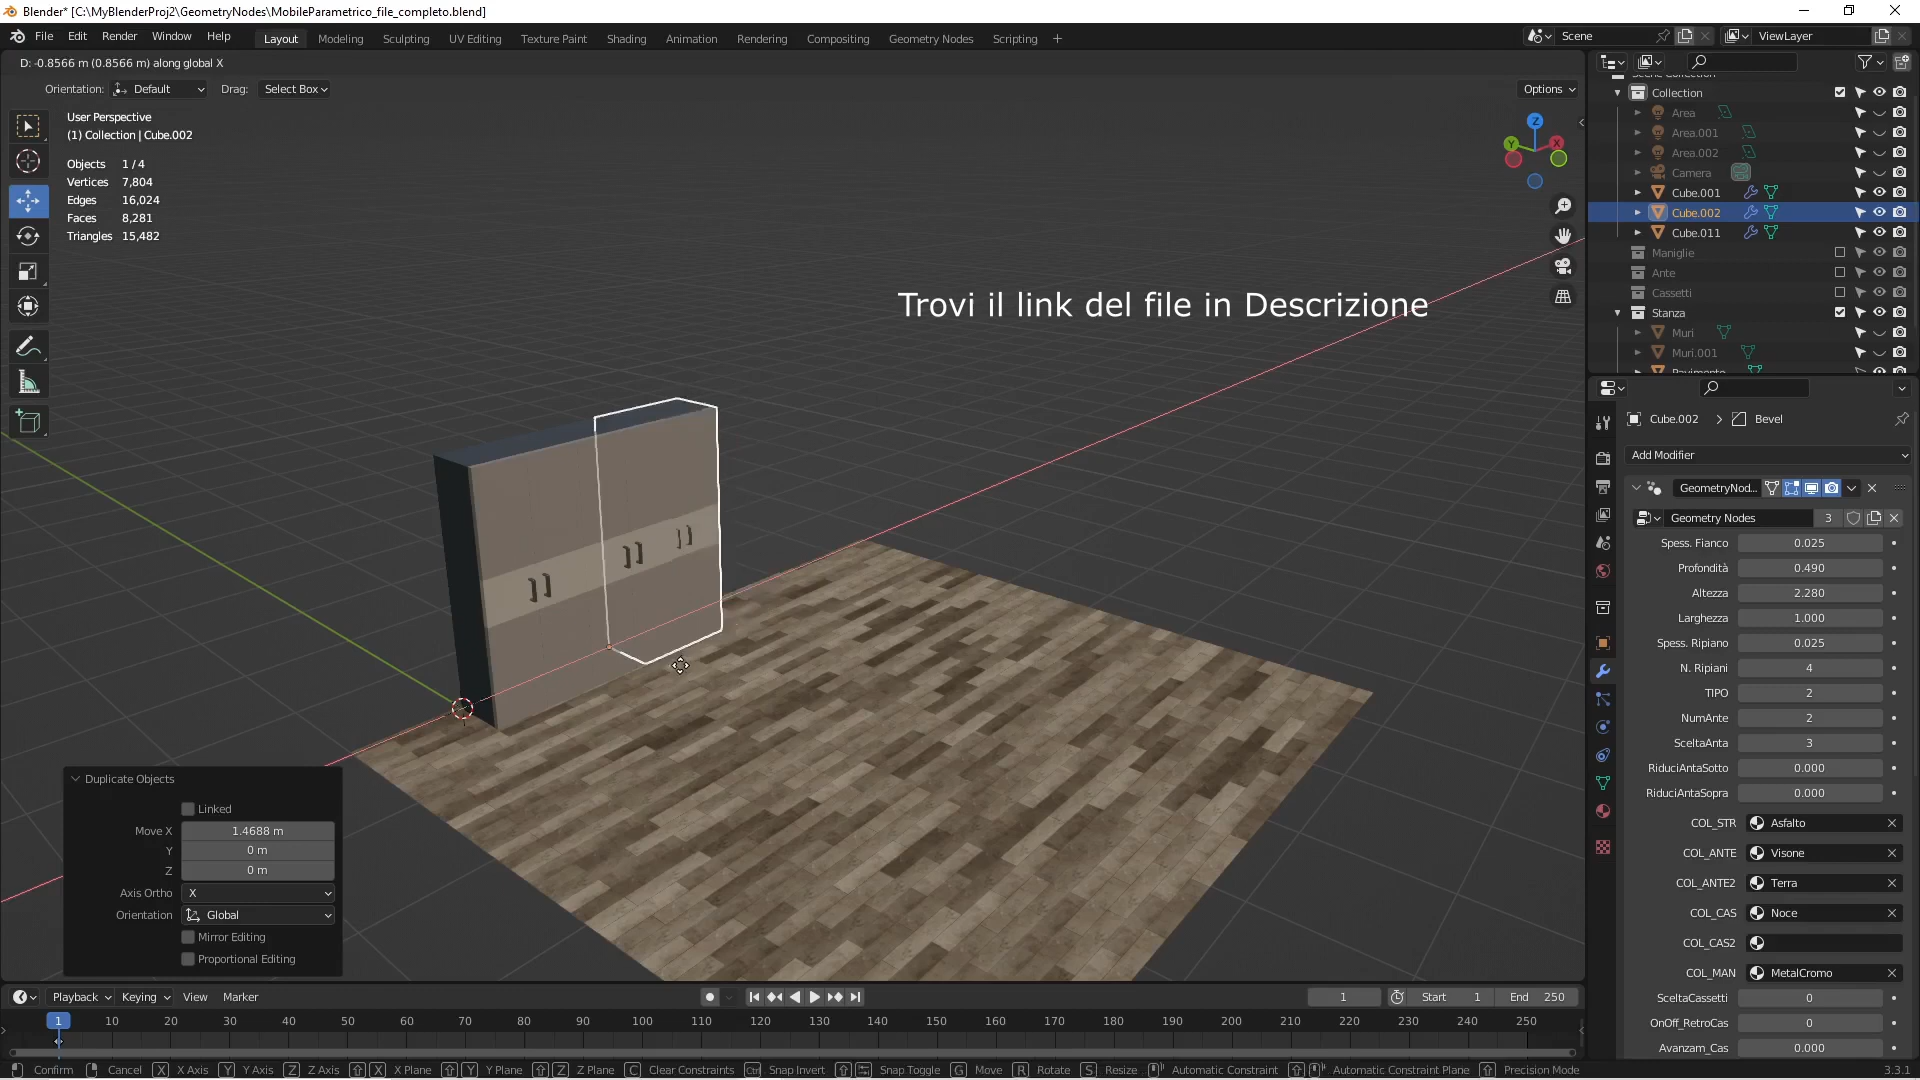 Blender* [C:\MyBlenderProj2\GeometryNodes\MobileParametrico_file_completo.blend]
File Edit Render Window Help Layout Modeling Sculpting UV Editing Texture Paint Shading Animation Rendering Compositing Geometry Nodes Scripting + Scene ViewLayer
D: -0.8566 m (0.8566 m) along global X
Orientation: Default Drag: Select Box Options
User Perspective
(1) Collection | Cube.002
Objects 1 / 4
Vertices 7,804
Edges 16,024
Faces 8,281
Triangles 15,482
Trovi il link del file in Descrizione
Z
Y
X
Duplicate Objects
Linked
Move X 1.4688 m
Y 0 m
Z 0 m
Axis Ortho X
Orientation Global
Mirror Editing
Proportional Editing
Scene Collection
Collection
Area
Area.001
Area.002
Camera
Cube.001
Cube.002
Cube.011
Maniglie
Ante
Cassetti
Stanza
Muri
Muri.001
Pavimento
Cube.002 > Bevel
Add Modifier
GeometryNod...
Geometry Nodes 3
Spess. Fianco 0.025
Profondità 0.490
Altezza 2.280
Larghezza 1.000
Spess. Ripiano 0.025
N. Ripiani 4
TIPO 2
NumAnte 2
SceltaAnta 3
RiduciAntaSotto 0.000
RiduciAntaSopra 0.000
COL_STR Asfalto
COL_ANTE Visone
COL_ANTE2 Terra
COL_CAS Noce
COL_CAS2
COL_MAN MetalCromo
SceltaCassetti 0
OnOff_RetroCas 0
Avanzam_Cas 0.000
Playback Keying View Marker 1 Start 1 End 250
1 10 20 30 40 50 60 70 80 90 100 110 120 130 140 150 160 170 180 190 200 210 220 230 240 250
Confirm Cancel X X Axis Y Y Axis Z Z Axis X X Plane Y Y Plane Z Z Plane C Clear Constraints Ctrl Snap Invert Snap Toggle G Move R Rotate S Resize Automatic Constraint Automatic Constraint Plane Precision Mode 3.3.1